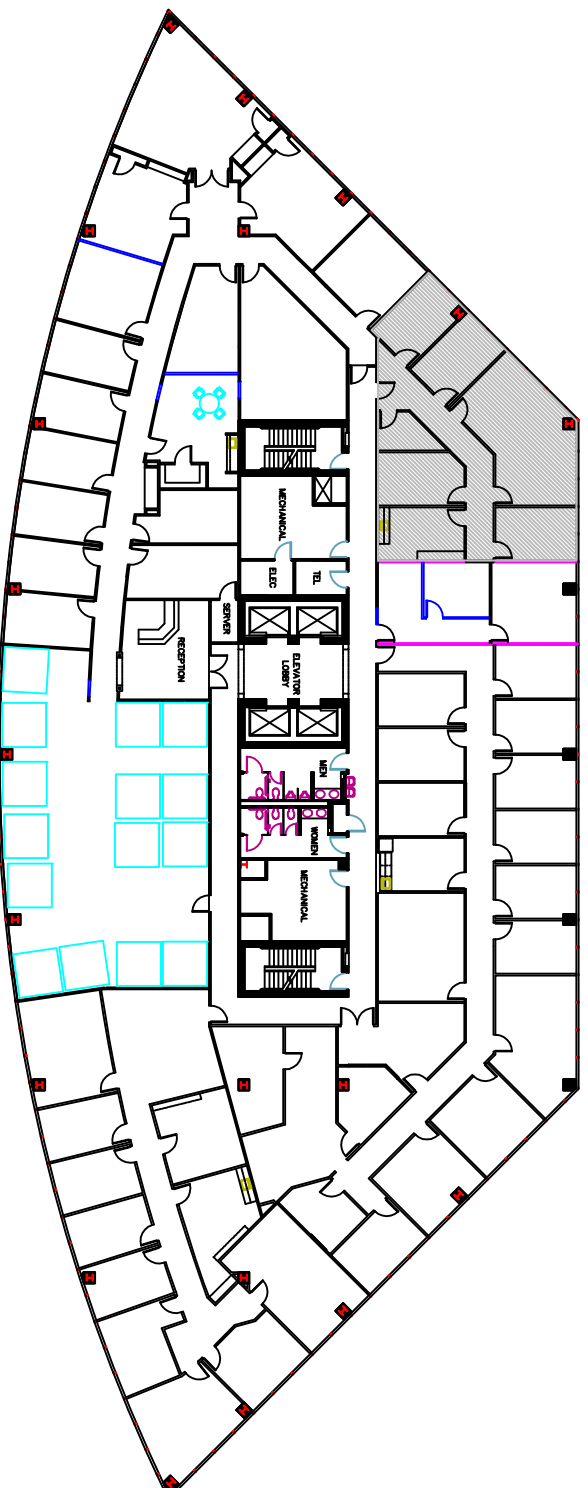 MECHANICAL
ELEC
TEL
SERVER
RECEPTION
ELEVATOR
LOBBY
MEN
WOMEN
MECHANICAL